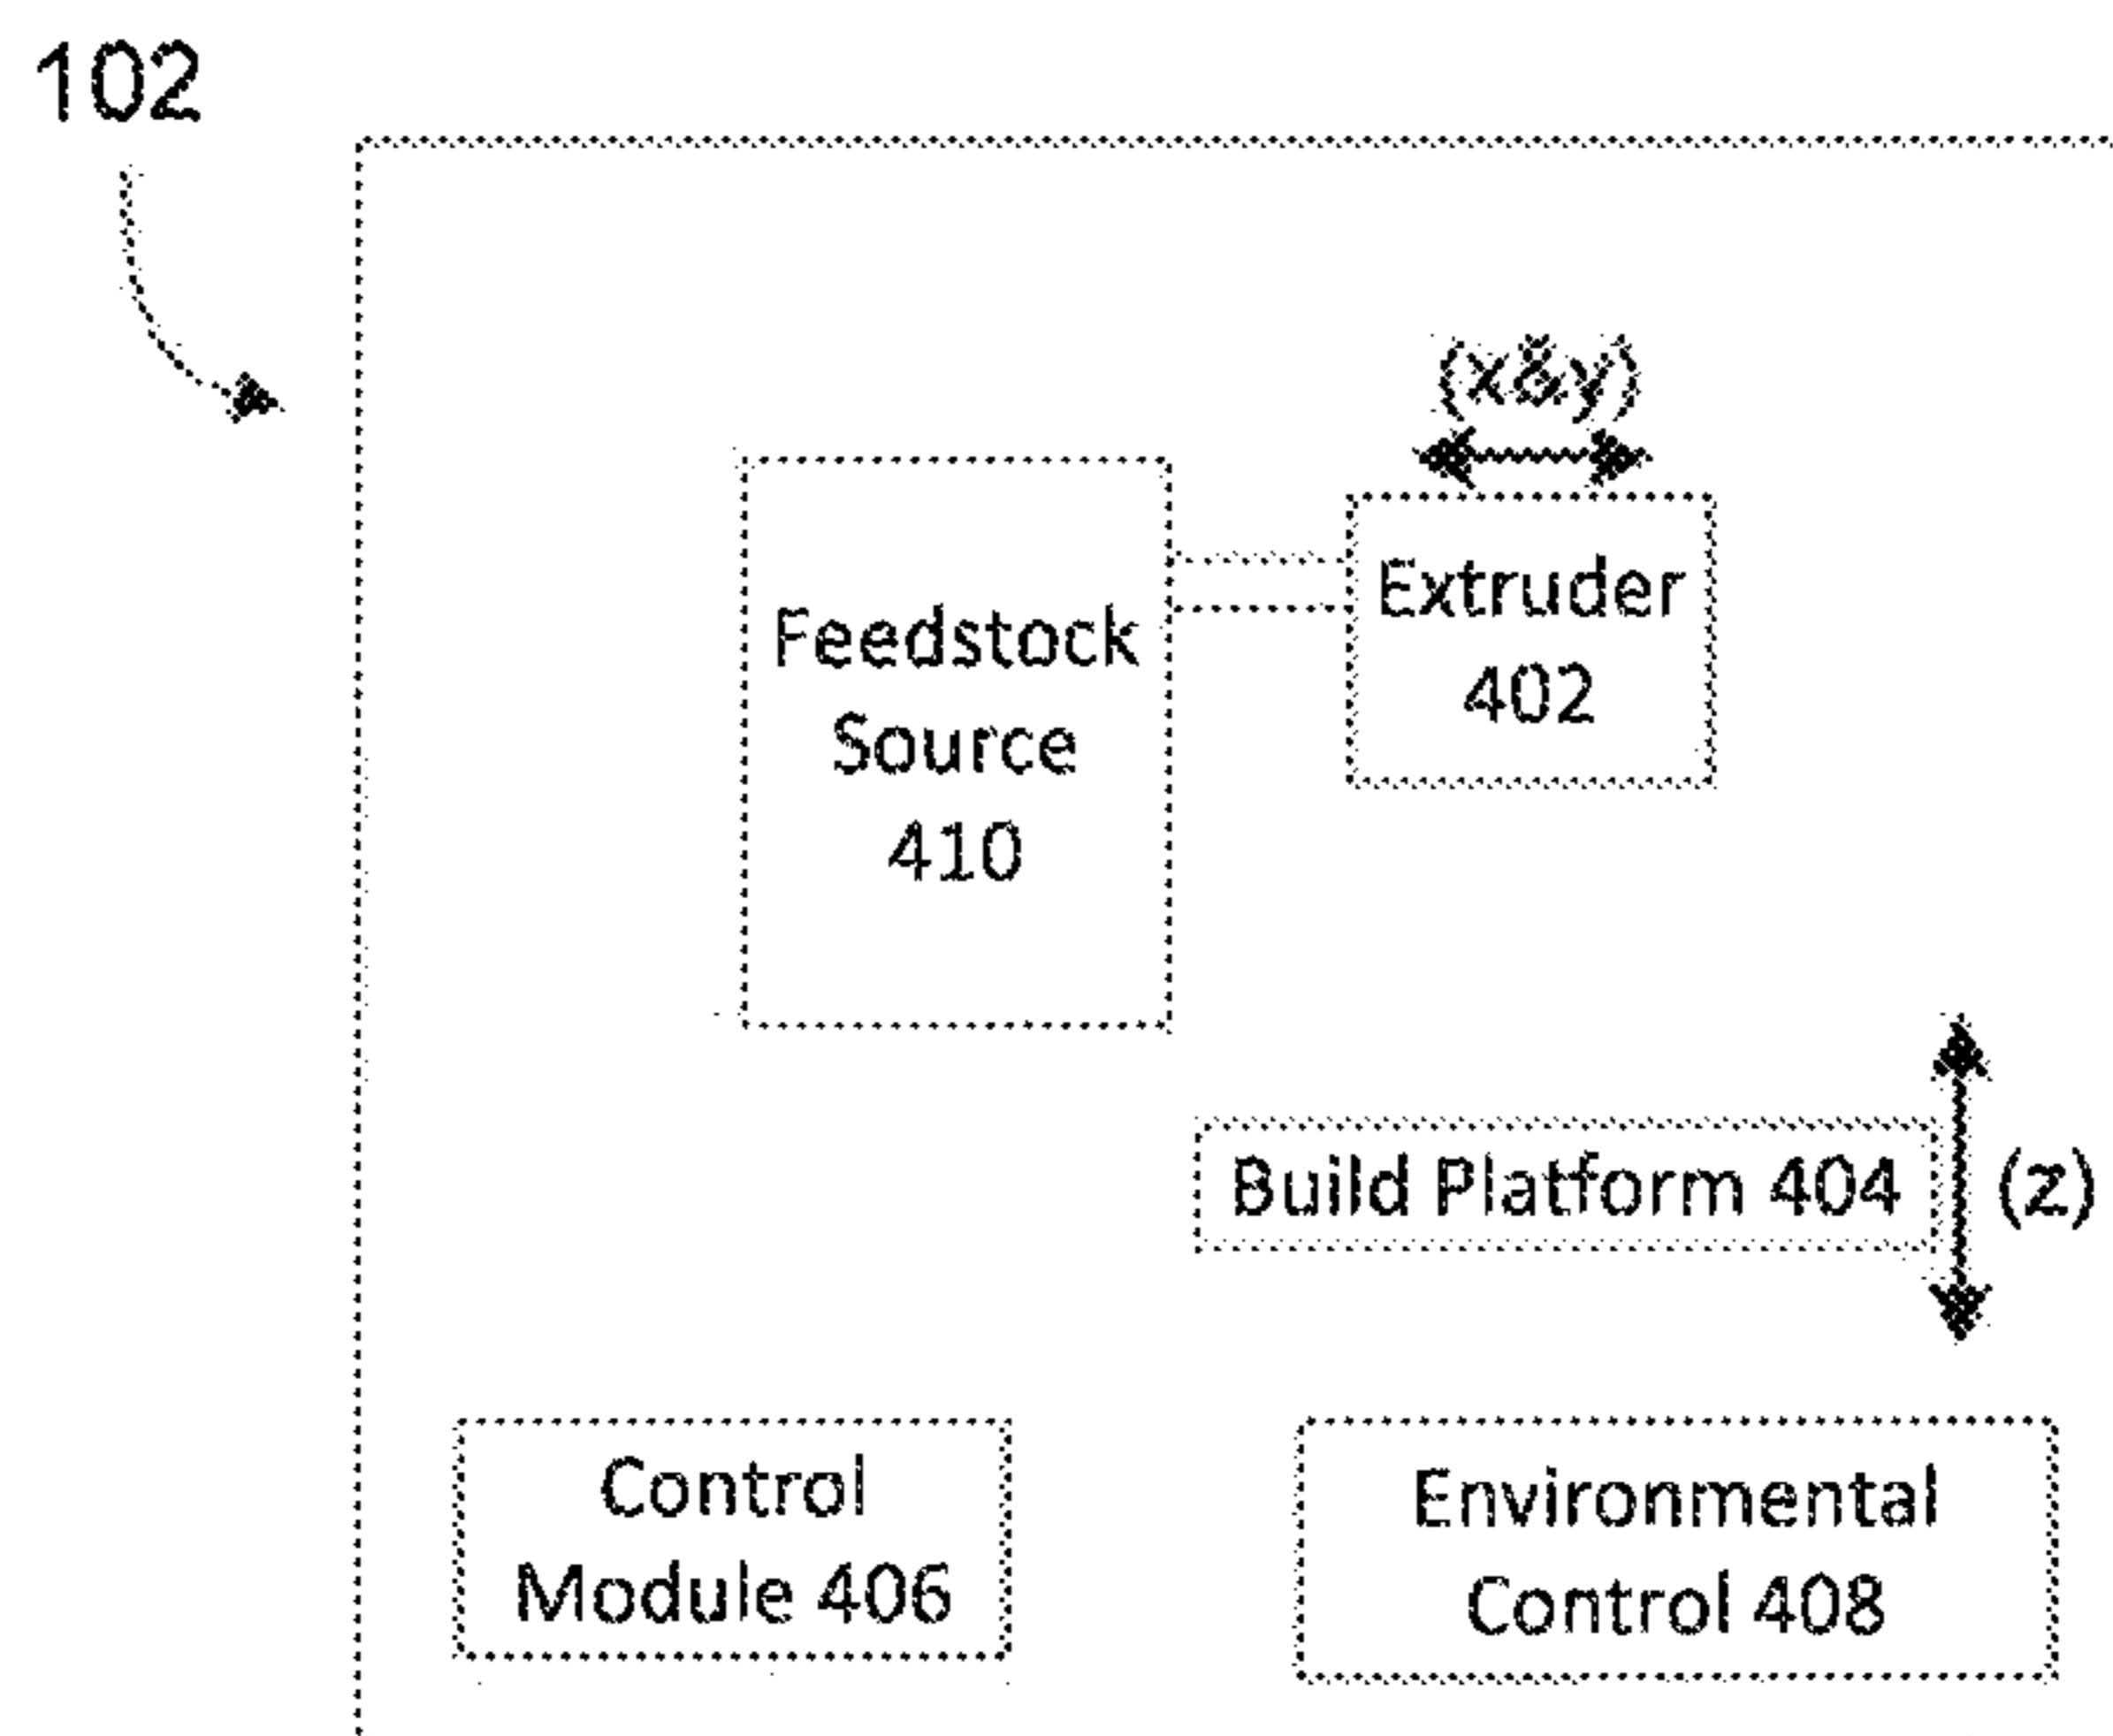 102
(x&y)
Feedstock
Source
410
Extruder
402
Build Platform 404
(z)
Control
Module 406
Environmental
Control 408